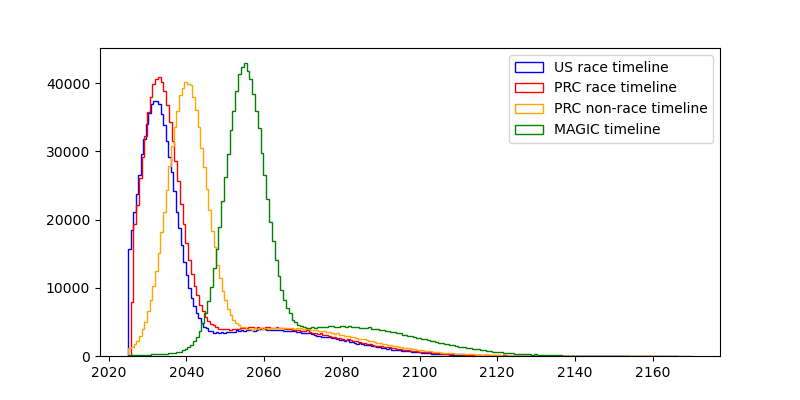 US race timeline
PRC race timeline
PRC non-race timeline
MAGIC timeline
40000
30000
20000
10000
0
2020 2040 2060 2080 2100 2120 2140 2160